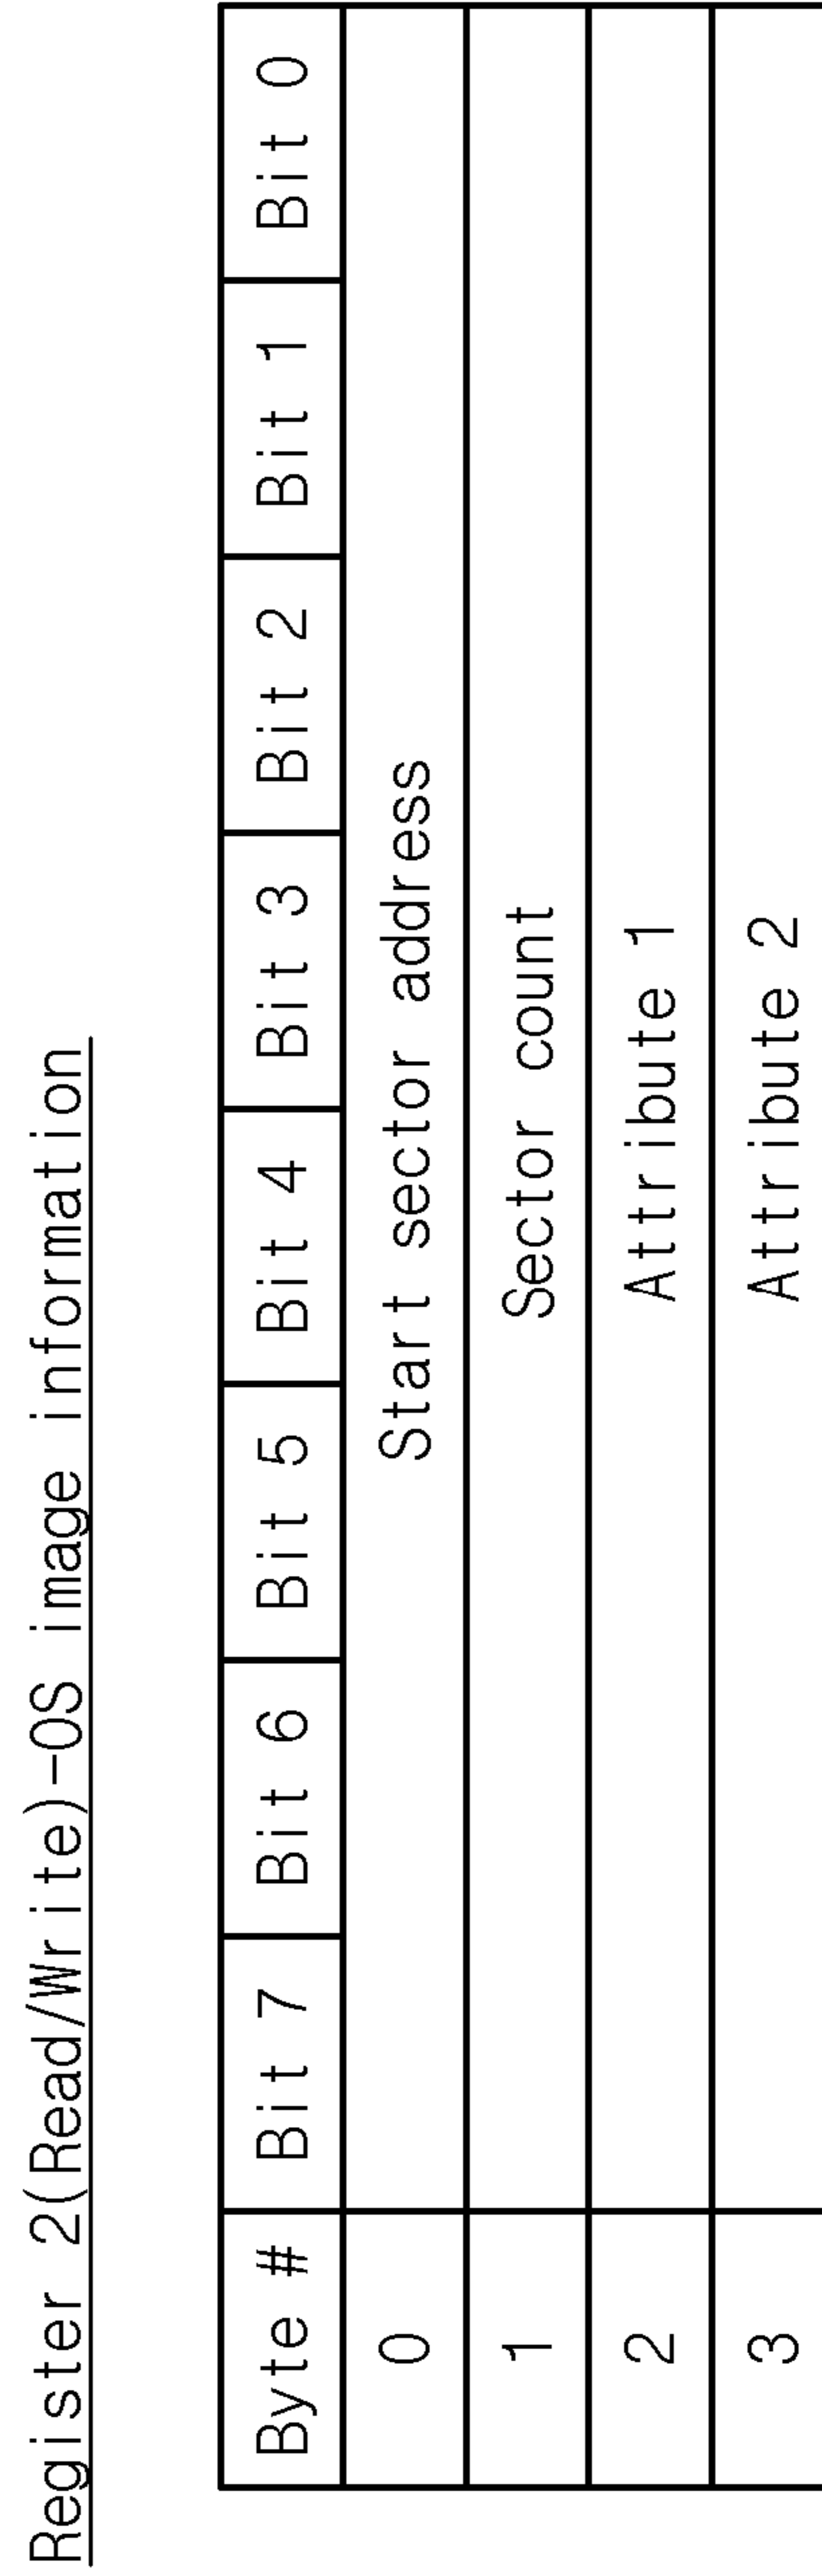 Register 2(Read/Write)-OS image information
Byte # Bit 7 Bit 6 Bit 5 Bit 4 Bit 3 Bit 2 Bit 1 Bit 0
0 Start sector address
1 Sector count
2 Attribute 1
3 Attribute 2